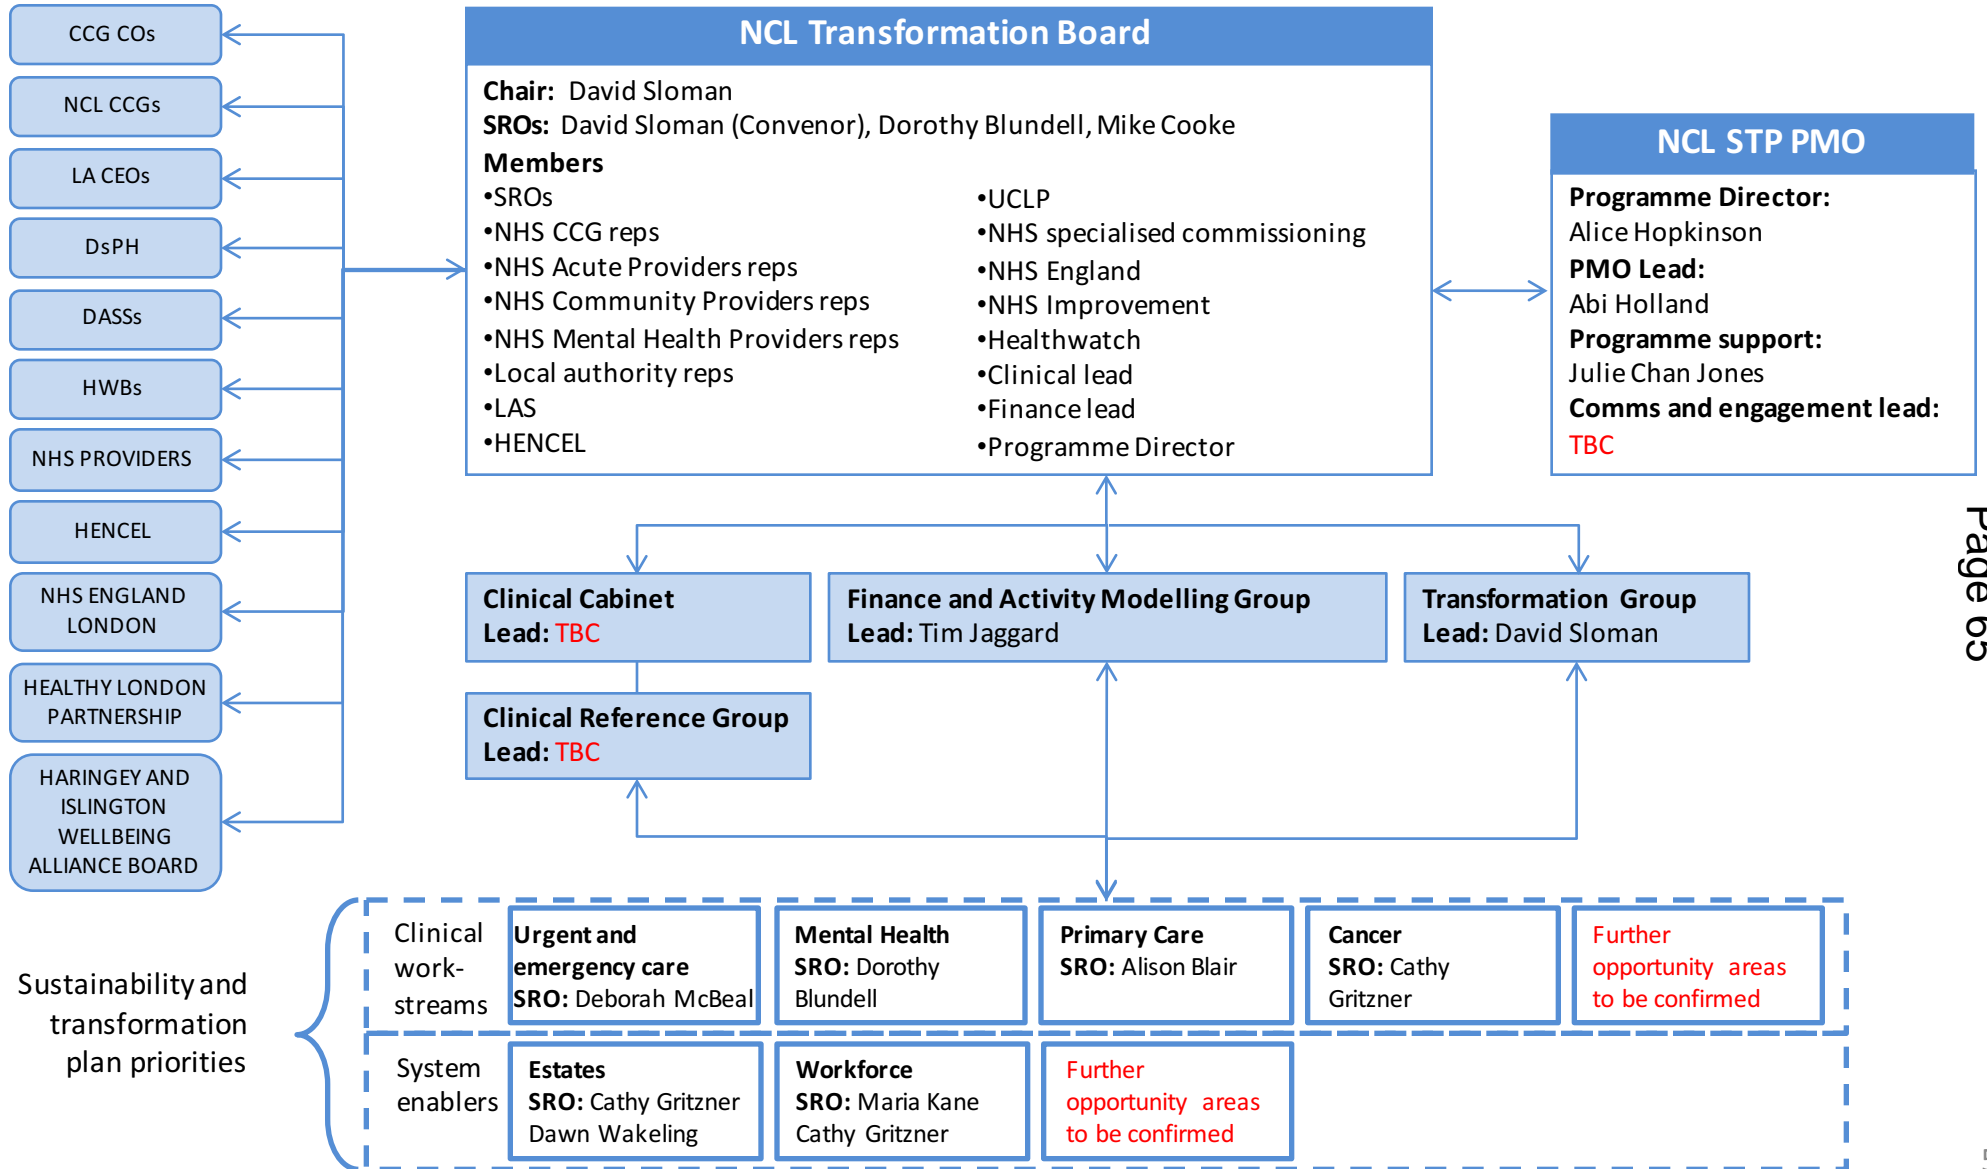 CCG COs
NCL CCGs
LA CEOs
DsPH
DASSs
HWBs
NHS PROVIDERS
HENCEL
NHS ENGLAND
LONDON
HEALTHY LONDON
PARTNERSHIP
HARINGEY AND
ISLINGTON
WELLBEING
ALLIANCE BOARD
NCL Transformation Board
Chair: David Sloman
SROs: David Sloman (Convenor), Dorothy Blundell, Mike Cooke
Members
•SROs
•NHS CCG reps
•NHS Acute Providers reps
•NHS Community Providers reps
•NHS Mental Health Providers reps
•Local authority reps
•LAS
•HENCEL
•UCLP
•NHS specialised commissioning
•NHS England
•NHS Improvement
•Healthwatch
•Clinical lead
•Finance lead
•Programme Director
NCL STP PMO
Programme Director:
Alice Hopkinson
PMO Lead:
Abi Holland
Programme support:
Julie Chan Jones
Comms and engagement lead:
TBC
Page 65
Clinical Cabinet
Lead: TBC
Finance and Activity Modelling Group
Lead: Tim Jaggard
Transformation Group
Lead: David Sloman
Clinical Reference Group
Lead: TBC
Sustainability and
transformation
plan priorities
Clinical
work-
streams
Urgent and
emergency care
SRO: Deborah McBeal
Mental Health
SRO: Dorothy
Blundell
Primary Care
SRO: Alison Blair
Cancer
SRO: Cathy
Gritzner
Further
opportunity areas
to be confirmed
System
enablers
Estates
SRO: Cathy Gritzner
Dawn Wakeling
Workforce
SRO: Maria Kane
Cathy Gritzner
Further
opportunity areas
to be confirmed